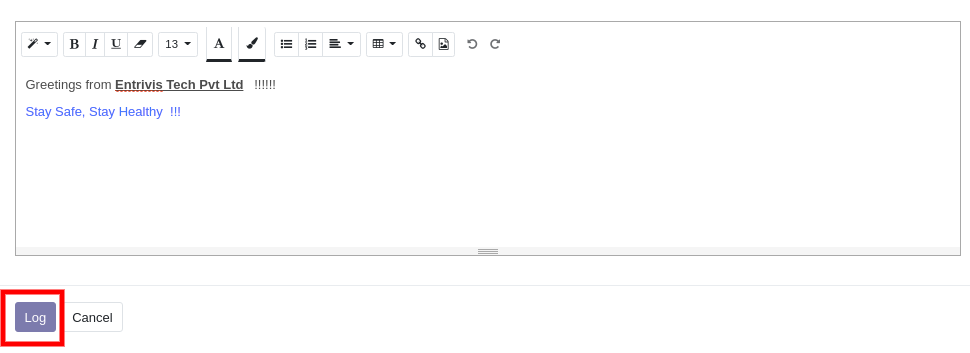 B I U 13 A
Greetings from Entrivis Tech Pvt Ltd !!!!!!
Stay Safe, Stay Healthy !!!
Log Cancel